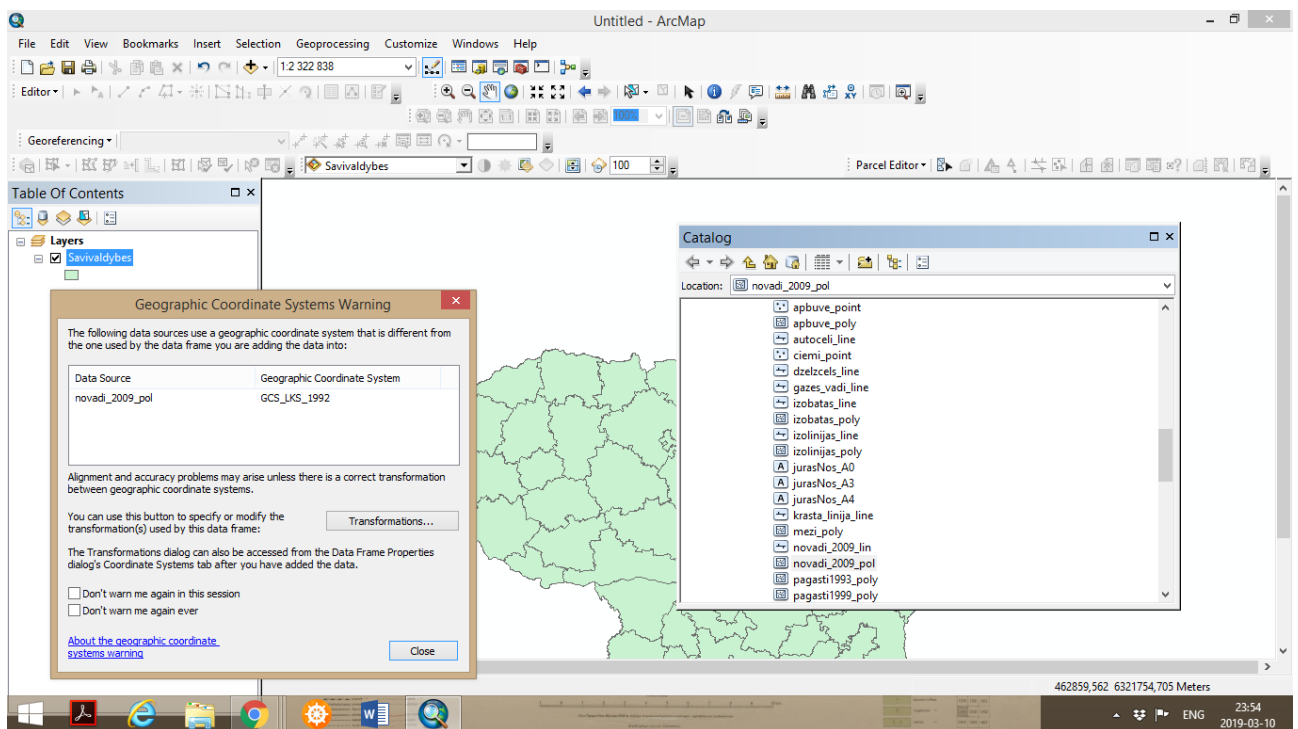 Untitled - ArcMap
File Edit View Bookmarks Insert Selection Geoprocessing Customize Windows Help
1:2 322 838
Editor
100%
Georeferencing
Savivaldybes
100
Parcel Editor
Table Of Contents
Layers
Savivaldybes
Catalog
Location: novadi_2009_pol
apbuve_point
apbuve_poly
autoceli_line
ciemi_point
dzelzcels_line
gazes_vadi_line
izobatas_line
izobatas_poly
izolinijas_line
izolinijas_poly
jurasNos_A0
jurasNos_A3
jurasNos_A4
krasta_linija_line
mezi_poly
novadi_2009_lin
novadi_2009_pol
pagasti1993_poly
pagasti1999_poly
Geographic Coordinate Systems Warning
The following data sources use a geographic coordinate system that is different from
the one used by the data frame you are adding the data into:
Data Source Geographic Coordinate System
novadi_2009_pol GCS_LKS_1992
Alignment and accuracy problems may arise unless there is a correct transformation
between geographic coordinate systems.
You can use this button to specify or modify the
transformation(s) used by this data frame:
Transformations...
The Transformations dialog can also be accessed from the Data Frame Properties
dialog's Coordinate Systems tab after you have added the data.
Don't warn me again in this session
Don't warn me again ever
About the geographic coordinate
systems warning
Close
462859,562 6321754,705 Meters
ENG
23:54
2019-03-10